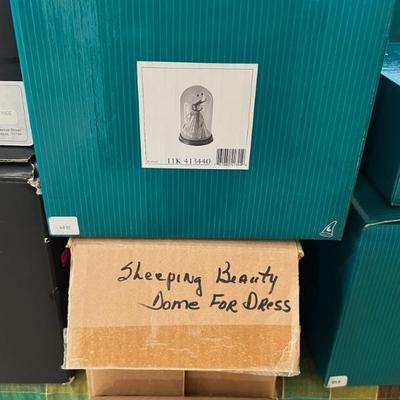 11K 413440
Sleeping Beauty
Dome For Dress